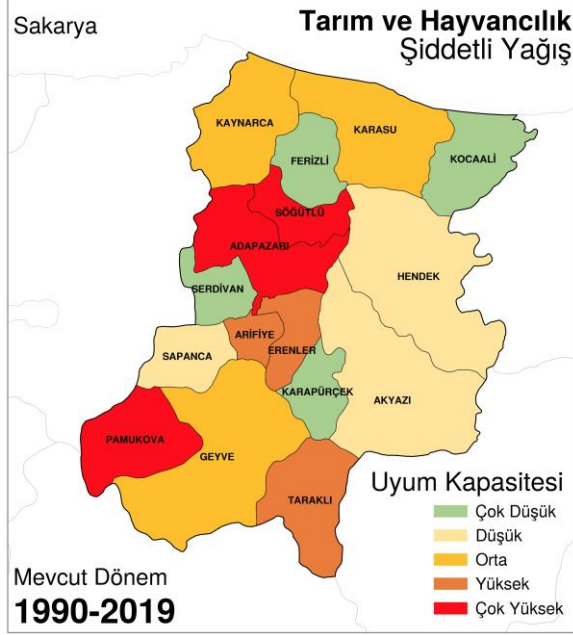 Sakarya
Tarım ve Hayvancılık
Şiddetli Yağış
KAYNARCA
KARASU
FERİZLİ
KOCAALİ
SÖĞÜTLÜ
ADAPAZARI
HENDEK
SERDİVAN
ARİFİYE
ERENLER
SAPANCA
KARAPÜRÇEK
AKYAZI
PAMUKOVA
GEYVE
TARAKLI
Uyum Kapasitesi
Çok Düşük
Düşük
Orta
Yüksek
Çok Yüksek
Mevcut Dönem
1990-2019